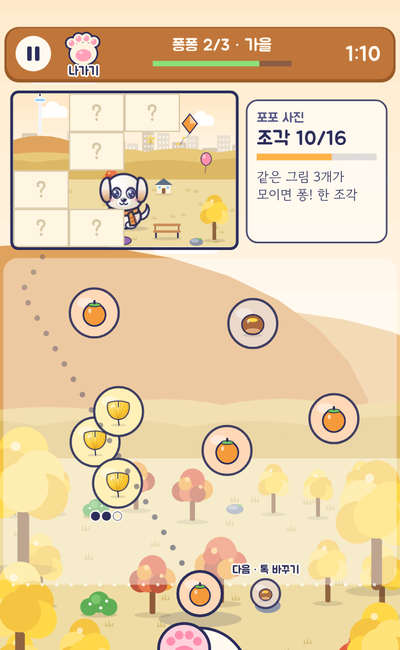 퐁퐁 2/3 · 가을
1:10
나가기
?
?
?
?
?
?
포포 사진
조각 10/16
같은 그림 3개가
모이면 퐁! 한 조각
다음 · 톡 바꾸기